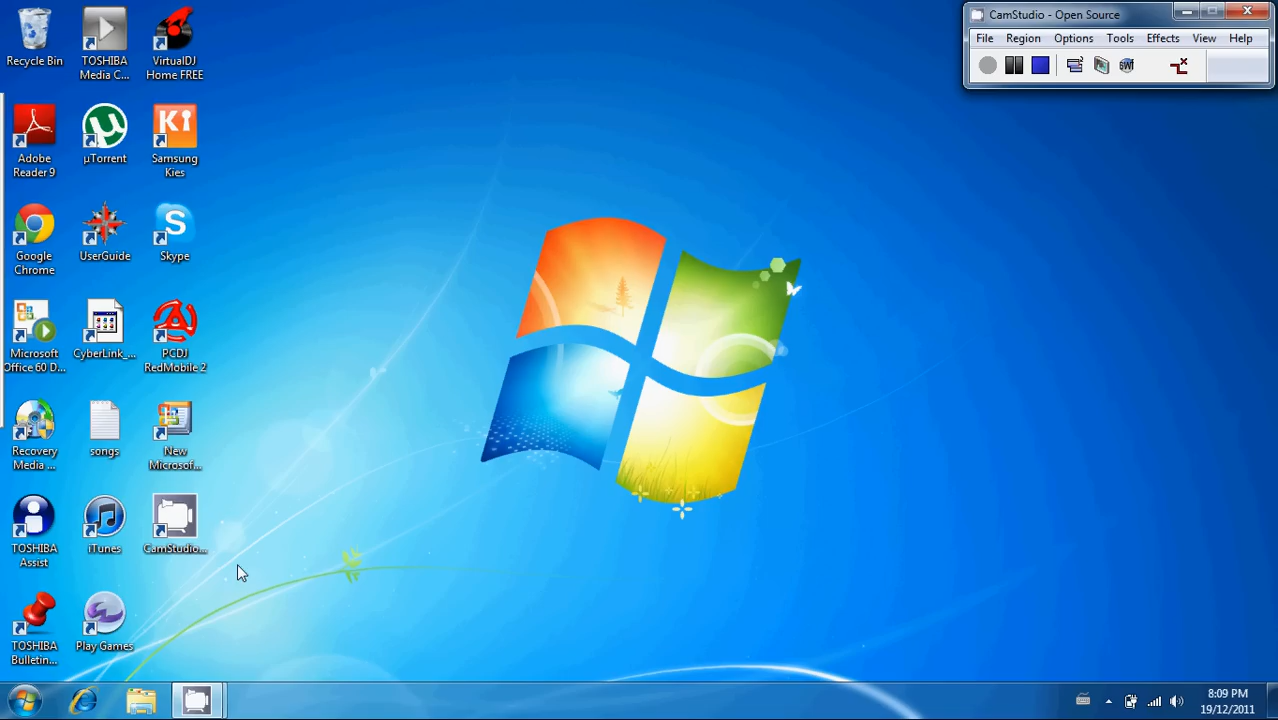 Recycle Bin
TOSHIBA
Media C...
VirtualDJ
Home FREE
Adobe
Reader 9
µTorrent
Samsung
Kies
Google
Chrome
UserGuide
Skype
Microsoft
Office 60 D...
CyberLink_...
PCDJ
RedMobile 2
Recovery
Media ...
songs
New
Microsof...
TOSHIBA
Assist
iTunes
CamStudio...
TOSHIBA
Bulletin...
Play Games
CamStudio - Open Source
File Region Options Tools Effects View Help
SWF
Ki
8:09 PM
19/12/2011